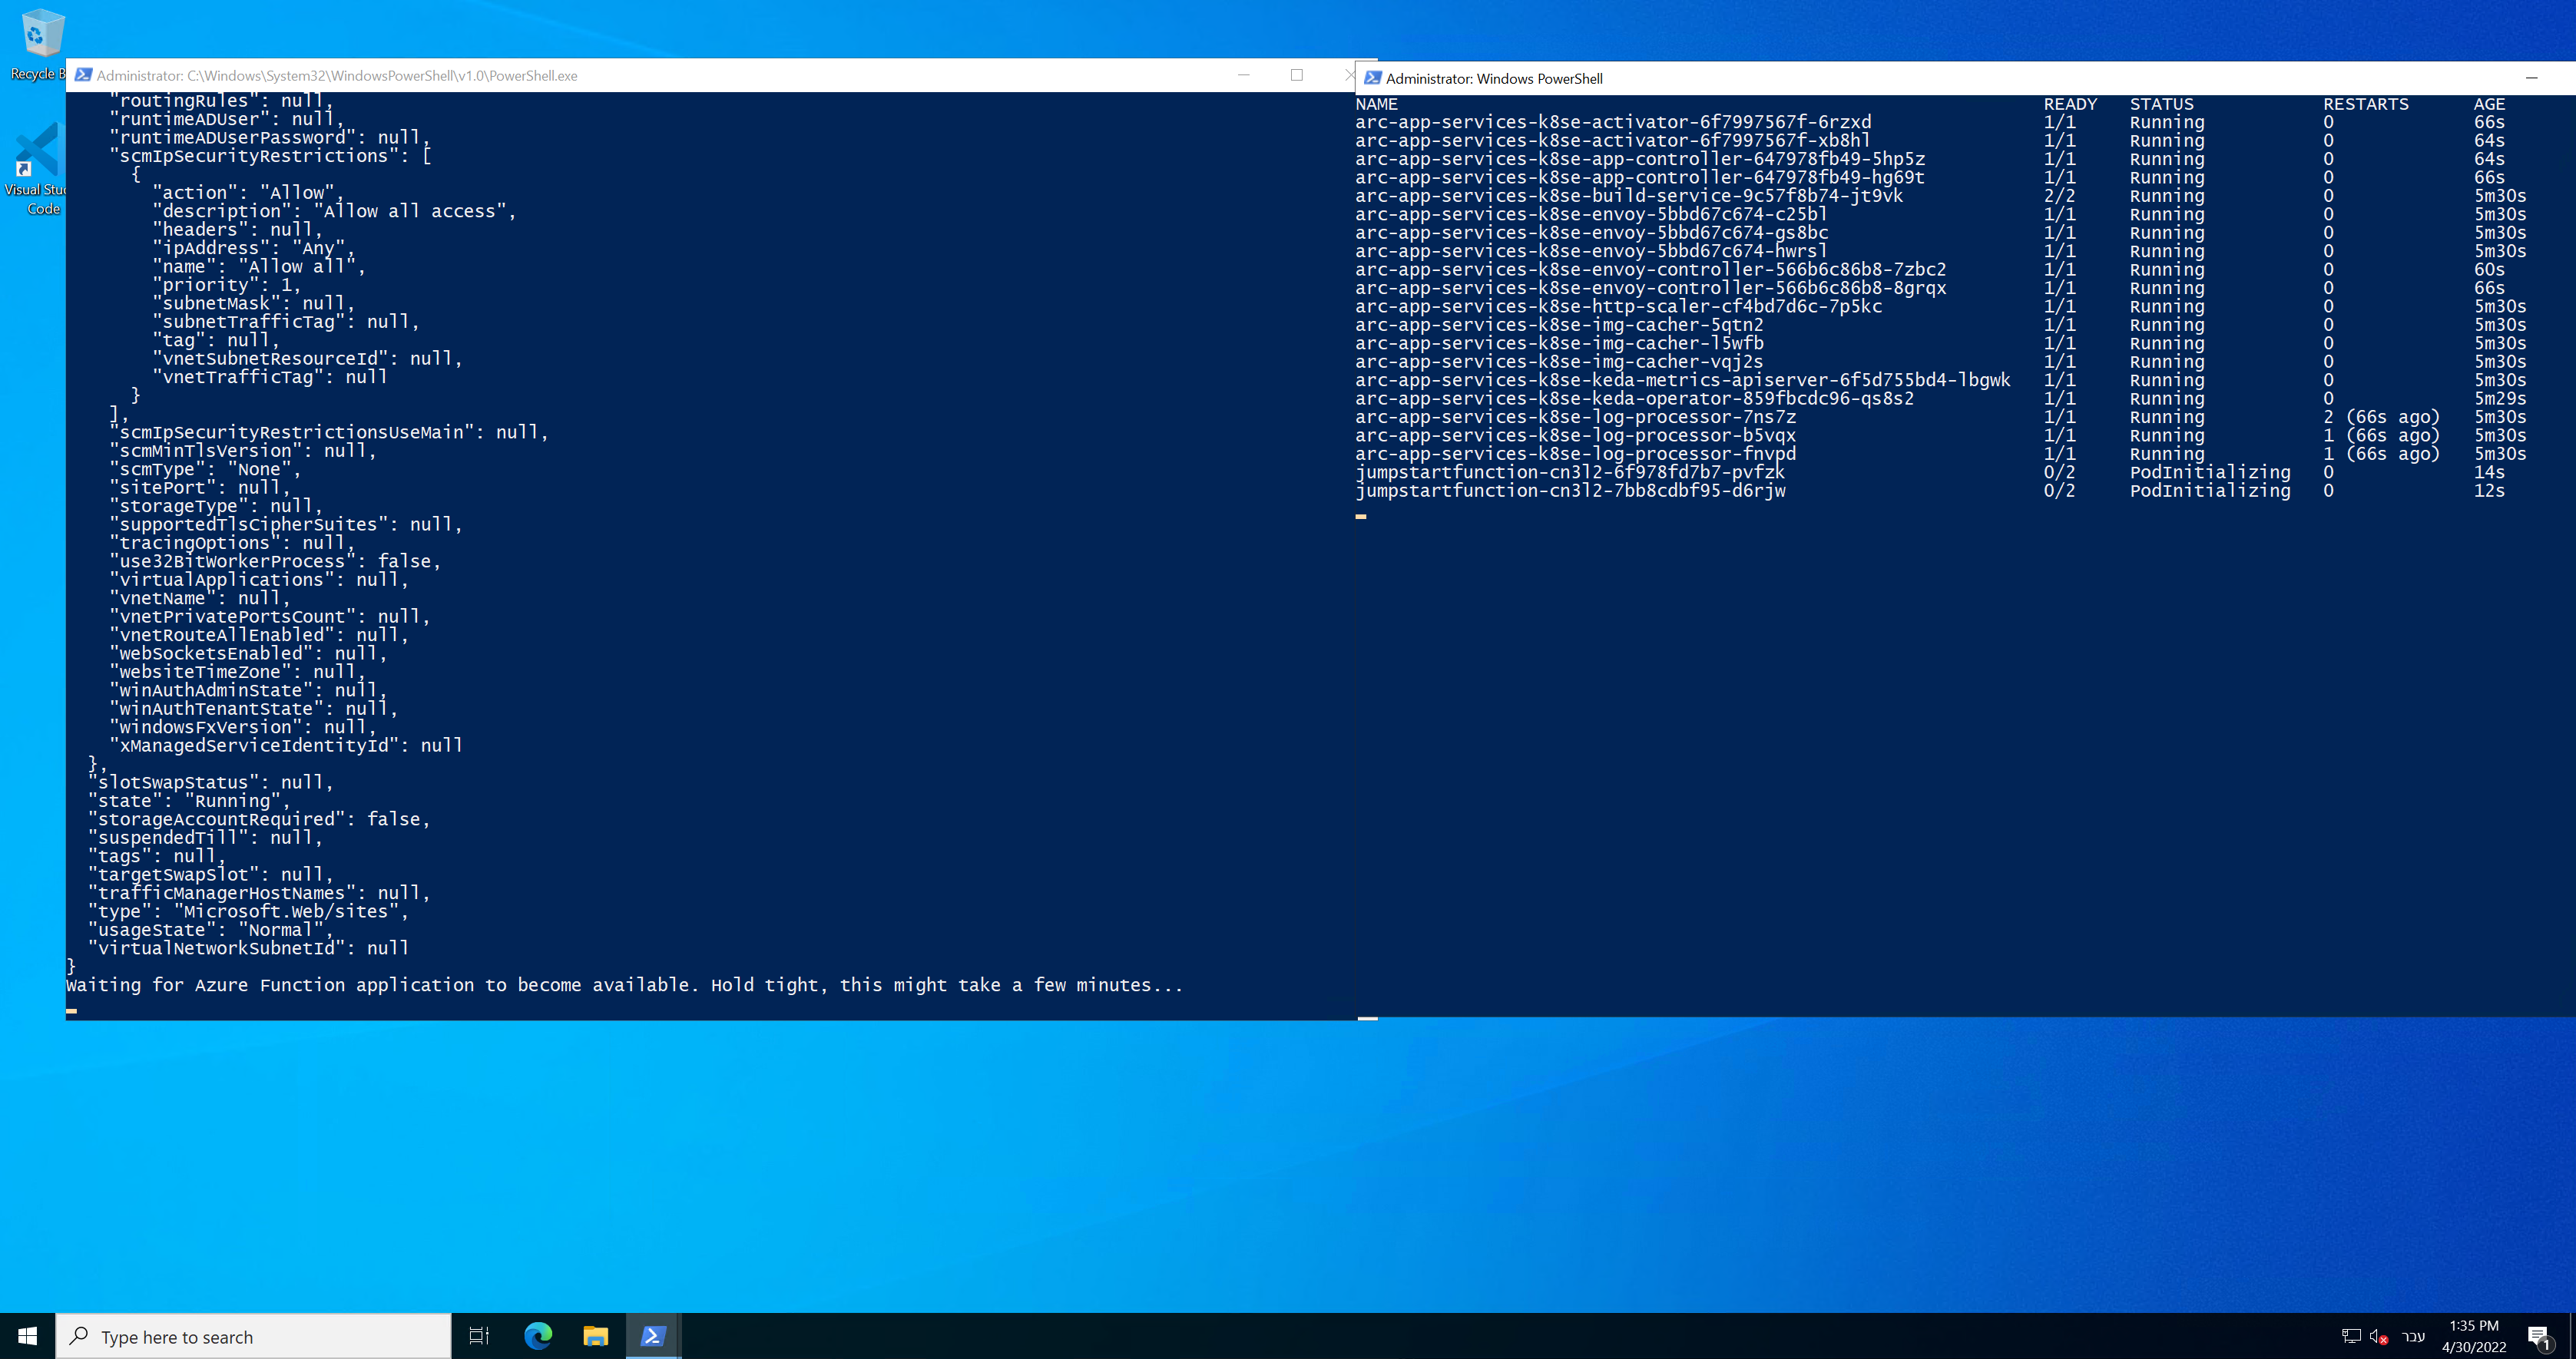 Recycle B
Visual Stu
Code
Administrator: C:\Windows\System32\WindowsPowerShell\v1.0\PowerShell.exe
"routingRules": null,
"runtimeADUser": null,
"runtimeADUserPassword": null,
"scmIpSecurityRestrictions": [
{
"action": "Allow",
"description": "Allow all access",
"headers": null,
"ipAddress": "Any",
"name": "Allow all",
"priority": 1,
"subnetMask": null,
"subnetTrafficTag": null,
"tag": null,
"vnetSubnetResourceId": null,
"vnetTrafficTag": null
}
],
"scmIpSecurityRestrictionsUseMain": null,
"scmMinTlsVersion": null,
"scmType": "None",
"sitePort": null,
"storageType": null,
"supportedTlsCipherSuites": null,
"tracingOptions": null,
"use32BitWorkerProcess": false,
"virtualApplications": null,
"vnetName": null,
"vnetPrivatePortsCount": null,
"vnetRouteAllEnabled": null,
"webSocketsEnabled": null,
"websiteTimeZone": null,
"winAuthAdminState": null,
"winAuthTenantState": null,
"windowsFxVersion": null,
"xManagedServiceIdentityId": null
},
"slotSwapStatus": null,
"state": "Running",
"storageAccountRequired": false,
"suspendedTill": null,
"tags": null,
"targetSwapSlot": null,
"trafficManagerHostNames": null,
"type": "Microsoft.Web/sites",
"usageState": "Normal",
"virtualNetworkSubnetId": null
}
Waiting for Azure Function application to become available. Hold tight, this might take a few minutes...
Administrator: Windows PowerShell
NAME READY STATUS RESTARTS AGE
arc-app-services-k8se-activator-6f7997567f-6rzxd 1/1 Running 0 66s
arc-app-services-k8se-activator-6f7997567f-xb8hl 1/1 Running 0 64s
arc-app-services-k8se-app-controller-647978fb49-5hp5z 1/1 Running 0 64s
arc-app-services-k8se-app-controller-647978fb49-hg69t 1/1 Running 0 66s
arc-app-services-k8se-build-service-9c57f8b74-jt9vk 2/2 Running 0 5m30s
arc-app-services-k8se-envoy-5bbd67c674-c25bl 1/1 Running 0 5m30s
arc-app-services-k8se-envoy-5bbd67c674-gs8bc 1/1 Running 0 5m30s
arc-app-services-k8se-envoy-5bbd67c674-hwrsl 1/1 Running 0 5m30s
arc-app-services-k8se-envoy-controller-566b6c86b8-7zbc2 1/1 Running 0 60s
arc-app-services-k8se-envoy-controller-566b6c86b8-8grqx 1/1 Running 0 66s
arc-app-services-k8se-http-scaler-cf4bd7d6c-7p5kc 1/1 Running 0 5m30s
arc-app-services-k8se-img-cacher-5qtn2 1/1 Running 0 5m30s
arc-app-services-k8se-img-cacher-l5wfb 1/1 Running 0 5m30s
arc-app-services-k8se-img-cacher-vqj2s 1/1 Running 0 5m30s
arc-app-services-k8se-keda-metrics-apiserver-6f5d755bd4-lbgwk 1/1 Running 0 5m30s
arc-app-services-k8se-keda-operator-859fbcdc96-qs8s2 1/1 Running 0 5m29s
arc-app-services-k8se-log-processor-7ns7z 1/1 Running 2 (66s ago) 5m30s
arc-app-services-k8se-log-processor-b5vqx 1/1 Running 1 (66s ago) 5m30s
arc-app-services-k8se-log-processor-fnvpd 1/1 Running 1 (66s ago) 5m30s
jumpstartfunction-cn3l2-6f978fd7b7-pvfzk 0/2 PodInitializing 0 14s
jumpstartfunction-cn3l2-7bb8cdbf95-d6rjw 0/2 PodInitializing 0 12s
Type here to search
עבר
1:35 PM
4/30/2022
1